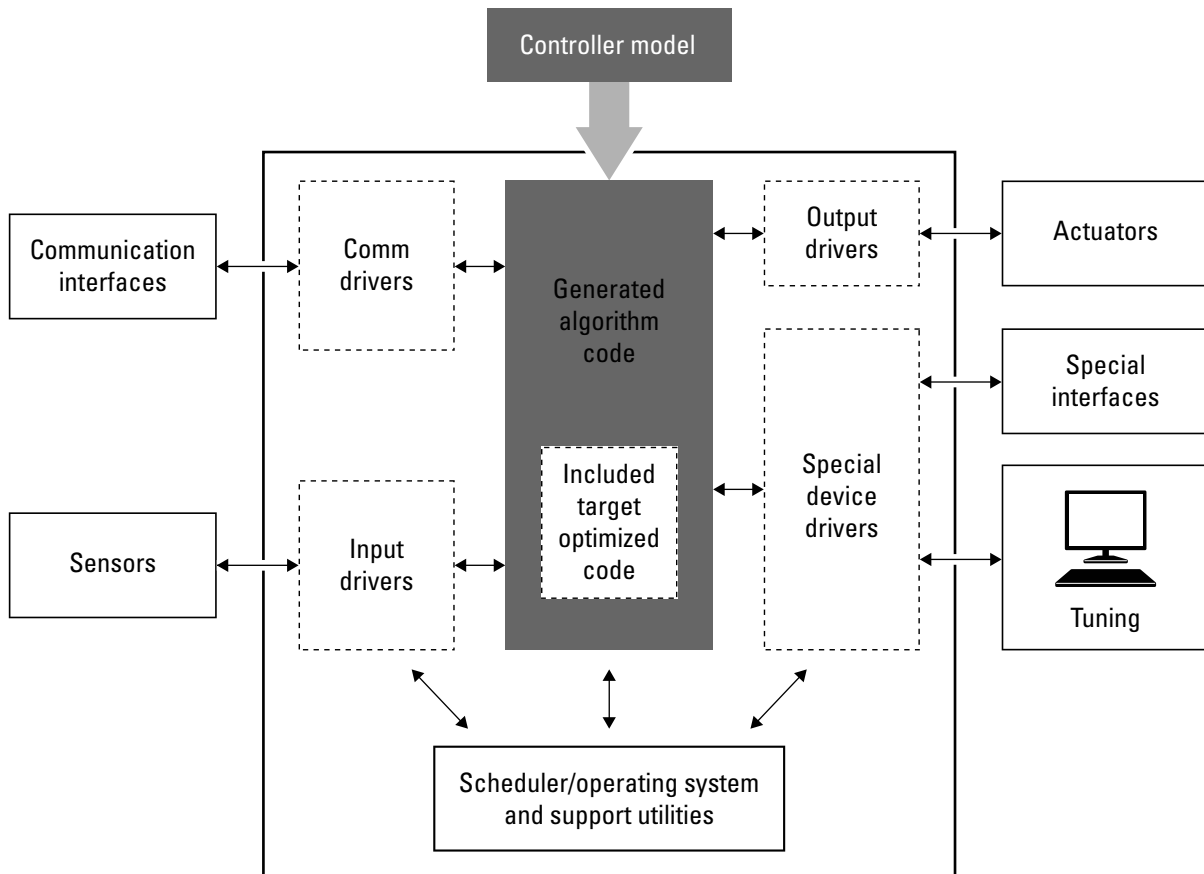 Controller model
Communication
interfaces
Comm
drivers
Generated
algorithm
code
Output
drivers
Actuators
Special
interfaces
Sensors
Input
drivers
Included
target
optimized
code
Special
device
drivers
Tuning
Scheduler/operating system
and support utilities